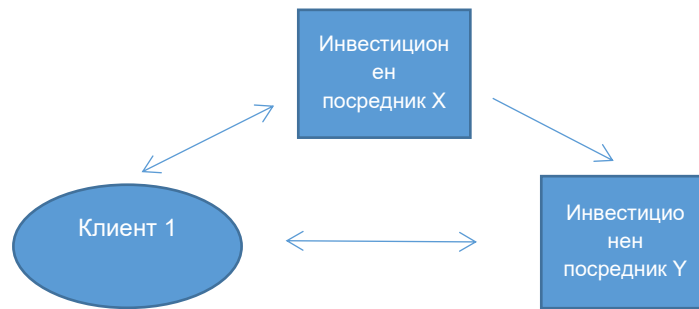 Инвестицион
ен
посредник X
Клиент 1
Инвестицио
нен
посредник Y